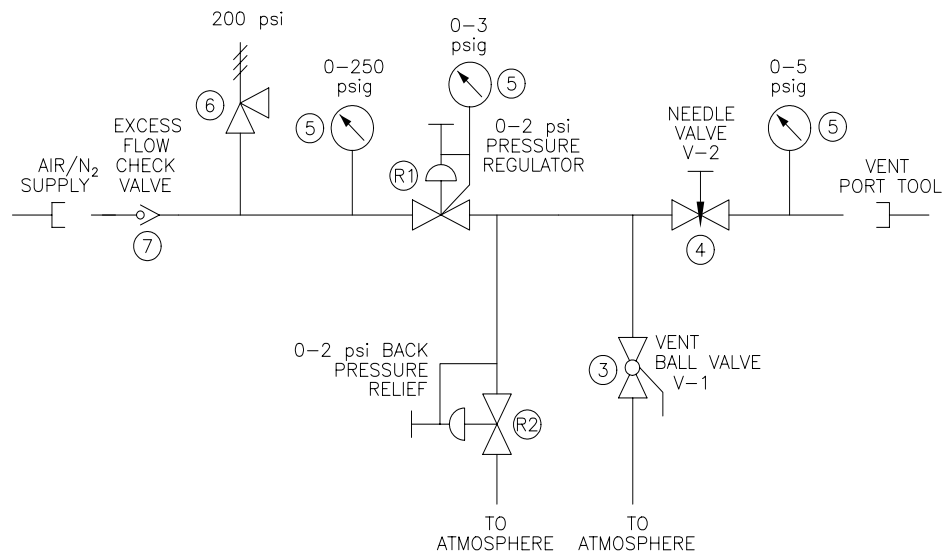 200 psi
0-3
psig
0-250
psig
0-5
psig
6
5
5
5
EXCESS
FLOW
CHECK
VALVE
0-2 psi
PRESSURE
REGULATOR
NEEDLE
VALVE
V-2
AIR/N2
SUPPLY
R1
VENT
PORT TOOL
7
4
0-2 psi BACK
PRESSURE
RELIEF
R2
3
VENT
BALL VALVE
V-1
TO
ATMOSPHERE
TO
ATMOSPHERE